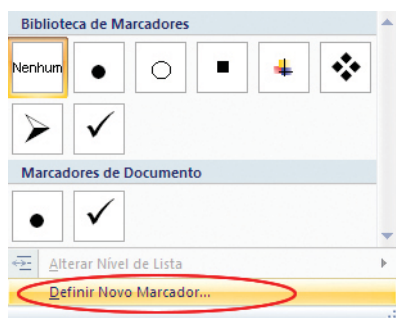 Biblioteca de Marcadores
Nenhum
Marcadores de Documento
Alterar Nível de Lista
Definir Novo Marcador...